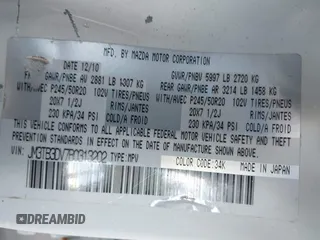 MFD. BY MAZDA MOTOR CORPORATION
DATE 12/10 GVWR/PNBV 5997 LB 2720 KG
GAWR/PNBE AV 2881 LB 1307 KG REAR GAWR/PNBE AR 3214 LB 1458 KG
WITH/AVEC P245/50R20 102V TIRES/PNEUS WITH/AVEC P245/50R20 102V TIRES/PNEUS
20X7 1/2J RIMS/JANTES 20X7 1/2J RIMS/JANTES
230 KPA/34 PSI COLD/A FROID 230 KPA/34 PSI COLD/A FROID
THIS VEHICLE CONFORMS TO ALL APPLICABLE FEDERAL MOTOR VEHICLE SAFETY
STANDARDS IN EFFECT ON THE DATE OF MANUFACTURE SHOWN ABOVE.
VIN: TYPE:MPV
COLOR CODE:34K MADE IN JAPAN